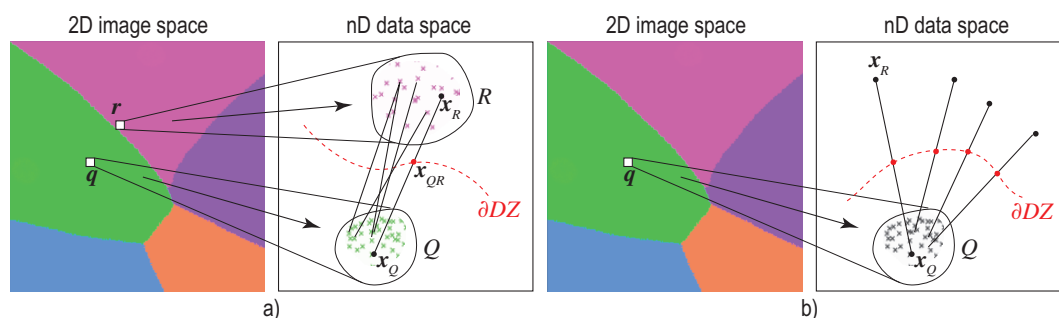 2D image space
nD data space
2D image space
nD data space
r
q
R
x_R
x_QR
∂DZ
Q
x_Q
q
x_R
∂DZ
Q
x_Q
a)
b)